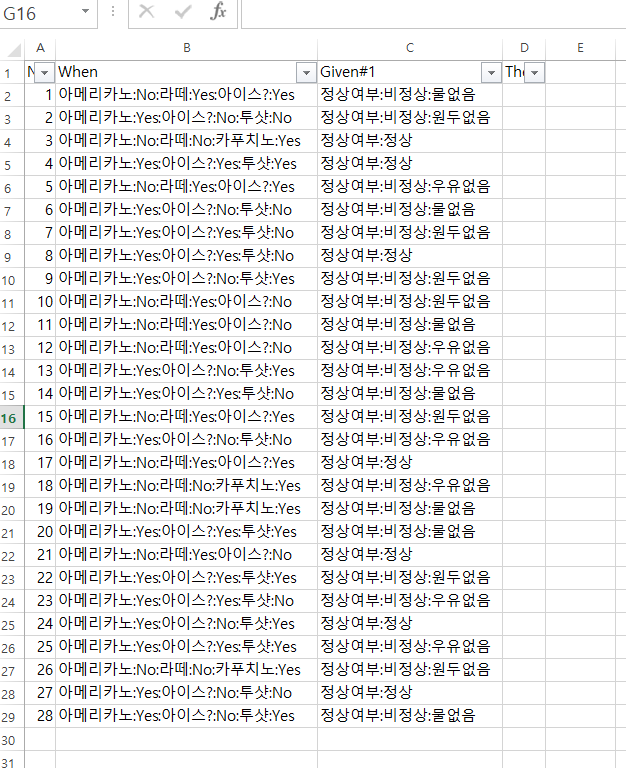 G16 fx
A B C D E
1 N When Given#1 The
2 1 아메리카노:No:라떼:Yes:아이스?:Yes 정상여부:비정상:물없음
3 2 아메리카노:Yes:아이스?:No:투샷:No 정상여부:비정상:원두없음
4 3 아메리카노:No:라떼:No:카푸치노:Yes 정상여부:정상
5 4 아메리카노:Yes:아이스?:Yes:투샷:Yes 정상여부:정상
6 5 아메리카노:No:라떼:Yes:아이스?:Yes 정상여부:비정상:우유없음
7 6 아메리카노:Yes:아이스?:No:투샷:No 정상여부:비정상:물없음
8 7 아메리카노:Yes:아이스?:Yes:투샷:No 정상여부:비정상:원두없음
9 8 아메리카노:Yes:아이스?:Yes:투샷:No 정상여부:정상
10 9 아메리카노:Yes:아이스?:No:투샷:Yes 정상여부:비정상:원두없음
11 10 아메리카노:No:라떼:Yes:아이스?:No 정상여부:비정상:원두없음
12 11 아메리카노:No:라떼:Yes:아이스?:No 정상여부:비정상:물없음
13 12 아메리카노:No:라떼:Yes:아이스?:No 정상여부:비정상:우유없음
14 13 아메리카노:Yes:아이스?:No:투샷:Yes 정상여부:비정상:우유없음
15 14 아메리카노:Yes:아이스?:Yes:투샷:No 정상여부:비정상:물없음
16 15 아메리카노:No:라떼:Yes:아이스?:Yes 정상여부:비정상:원두없음
17 16 아메리카노:Yes:아이스?:No:투샷:No 정상여부:비정상:우유없음
18 17 아메리카노:No:라떼:Yes:아이스?:Yes 정상여부:정상
19 18 아메리카노:No:라떼:No:카푸치노:Yes 정상여부:비정상:우유없음
20 19 아메리카노:No:라떼:No:카푸치노:Yes 정상여부:비정상:물없음
21 20 아메리카노:Yes:아이스?:Yes:투샷:Yes 정상여부:비정상:물없음
22 21 아메리카노:No:라떼:Yes:아이스?:No 정상여부:정상
23 22 아메리카노:Yes:아이스?:Yes:투샷:Yes 정상여부:비정상:원두없음
24 23 아메리카노:Yes:아이스?:Yes:투샷:No 정상여부:비정상:우유없음
25 24 아메리카노:Yes:아이스?:No:투샷:Yes 정상여부:정상
26 25 아메리카노:Yes:아이스?:Yes:투샷:Yes 정상여부:비정상:우유없음
27 26 아메리카노:No:라떼:No:카푸치노:Yes 정상여부:비정상:원두없음
28 27 아메리카노:Yes:아이스?:No:투샷:No 정상여부:정상
29 28 아메리카노:Yes:아이스?:No:투샷:Yes 정상여부:비정상:물없음
30
31